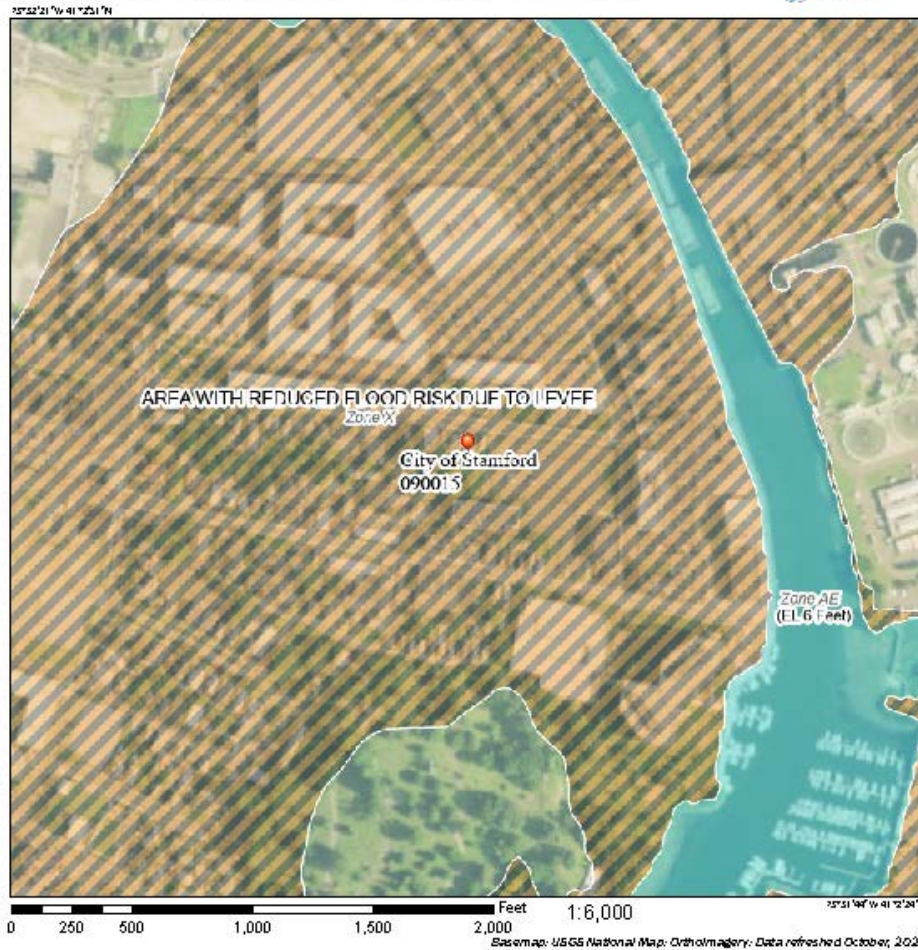 AREA WITH REDUCED FLOOD RISK DUE TO LEVEE
Zone X
City of Stamford
090015
Zone AE
(EL 6 Feet)
Feet
1:6,000
0 250 500 1,000 1,500 2,000
Basemap: USGS National Map: Orthoimagery: Data refreshed October,